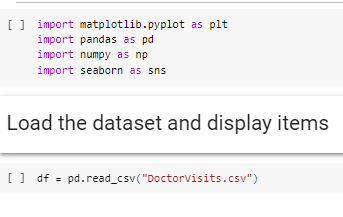 [ ] import matplotlib.pyplot as plt
import pandas as pd
import numpy as np
import seaborn as sns
Load the dataset and display items
[ ] df = pd.read_csv("DoctorVisits.csv")